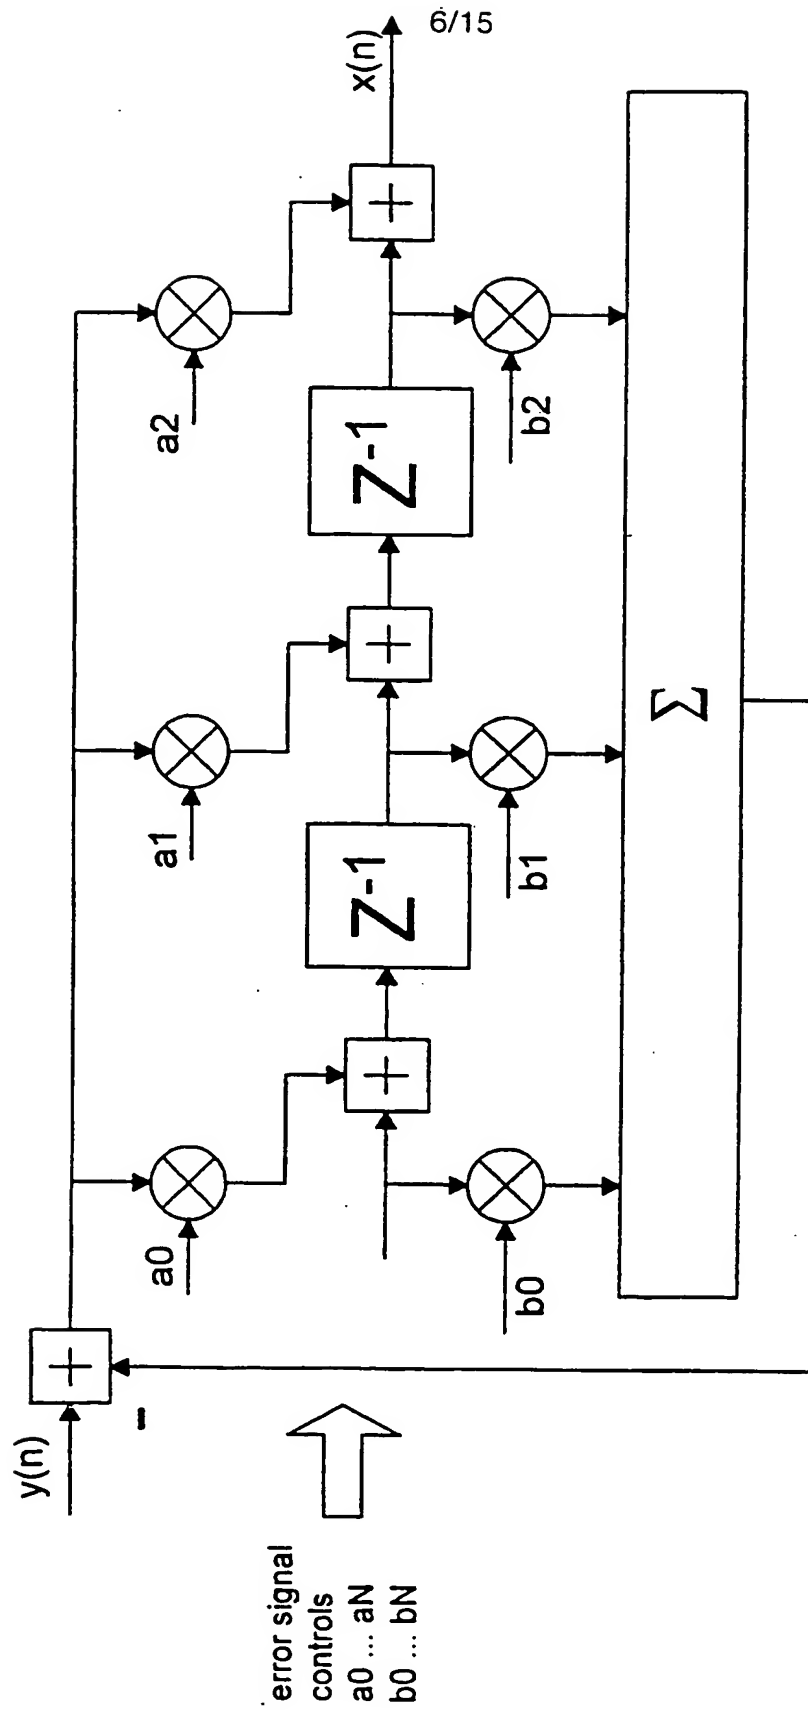 6/15
y(n)
x(n)
-
+
a0
a1
a2
+
+
+
Z-1
Z-1
b0
b1
b2
Σ
error signal
controls
a0 ... aN
b0 ... bN